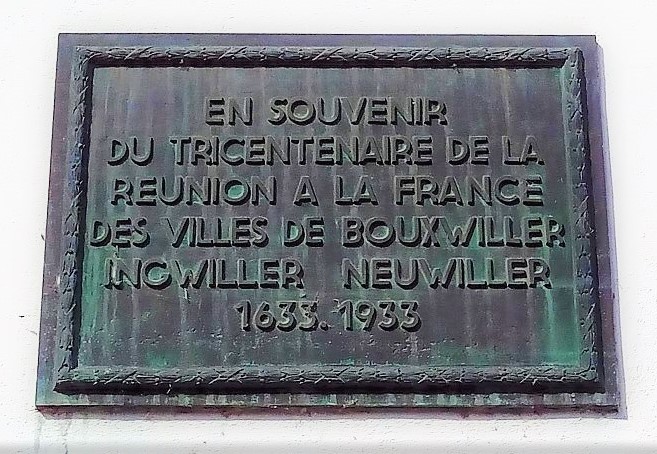 EN SOUVENIR
DU TRICENTENAIRE DE LA
REUNION A LA FRANCE
DES VILLES DE BOUXWILLER
INGWILLER NEUWILLER
1633. 1933